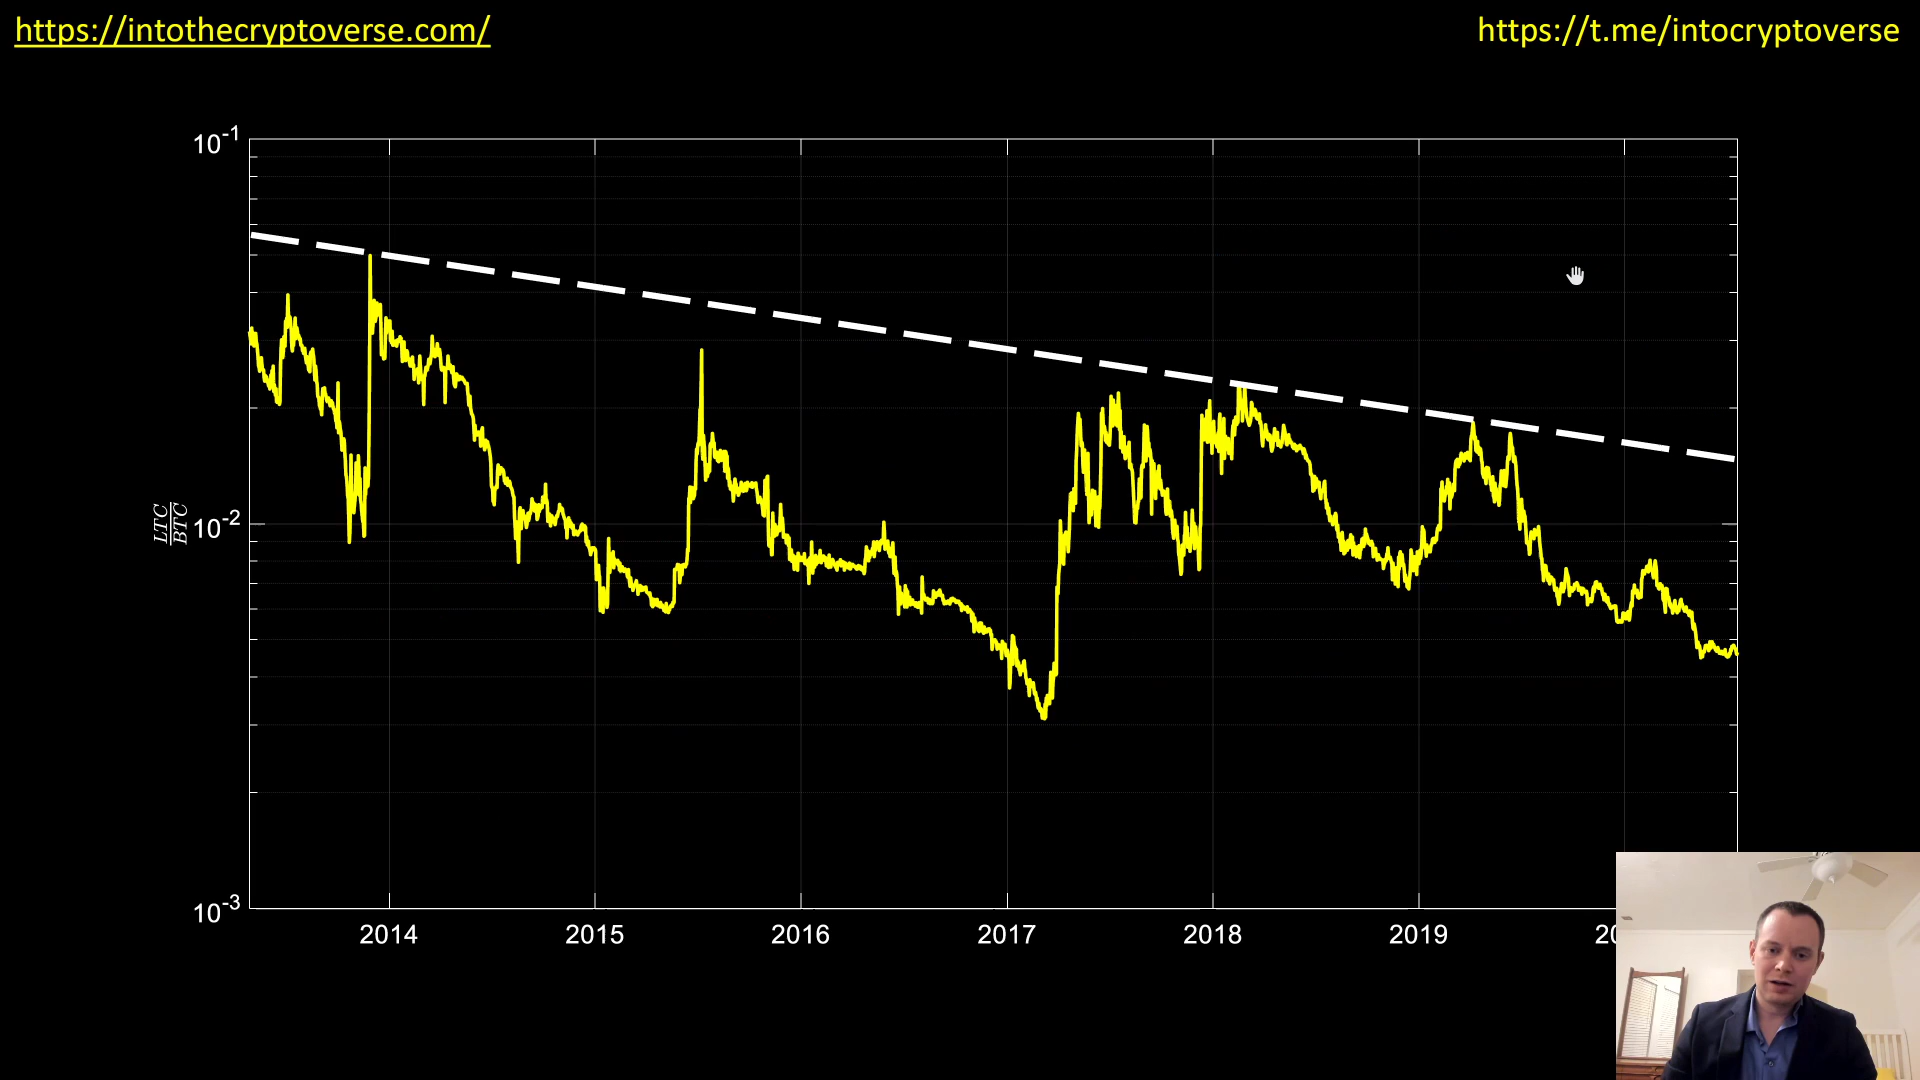 https://intothecryptoverse.com/
https://t.me/intocryptoverse
10-1
LTC
BTC
10-2
10-3
2014
2015
2016
2017
2018
2019